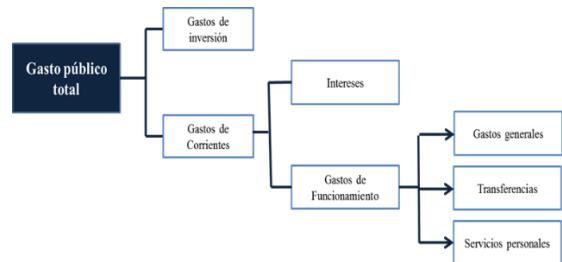 Gasto público
total
Gastos de
inversión
Gastos de
Corrientes
Intereses
Gastos de
Funcionamiento
Gastos generales
Transferencias
Servicios personales